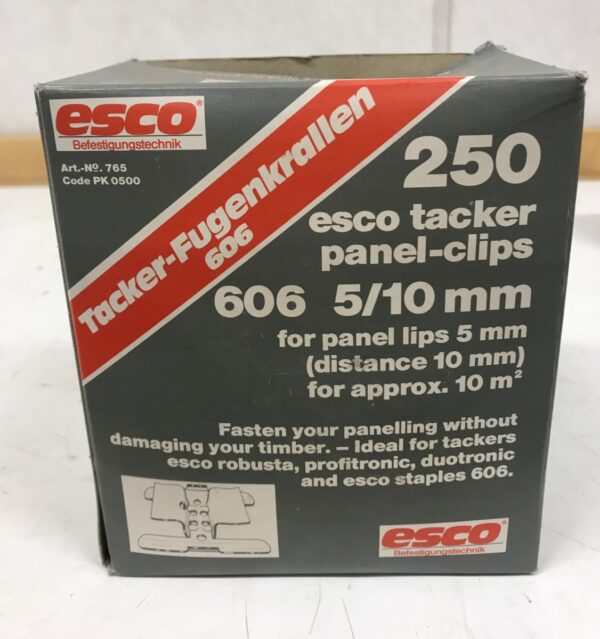 esco®
Befestigungstechnik
Art.-No. 765
Code PK 0500
Tacker-Fugenkrallen
606
250
esco tacker
panel-clips
606 5/10 mm
for panel lips 5 mm
(distance 10 mm)
for approx. 10 m²
Fasten your panelling without
damaging your timber. – Ideal for tackers
esco robusta, profitronic, duotronic
and esco staples 606.
esco®
Befestigungstechnik